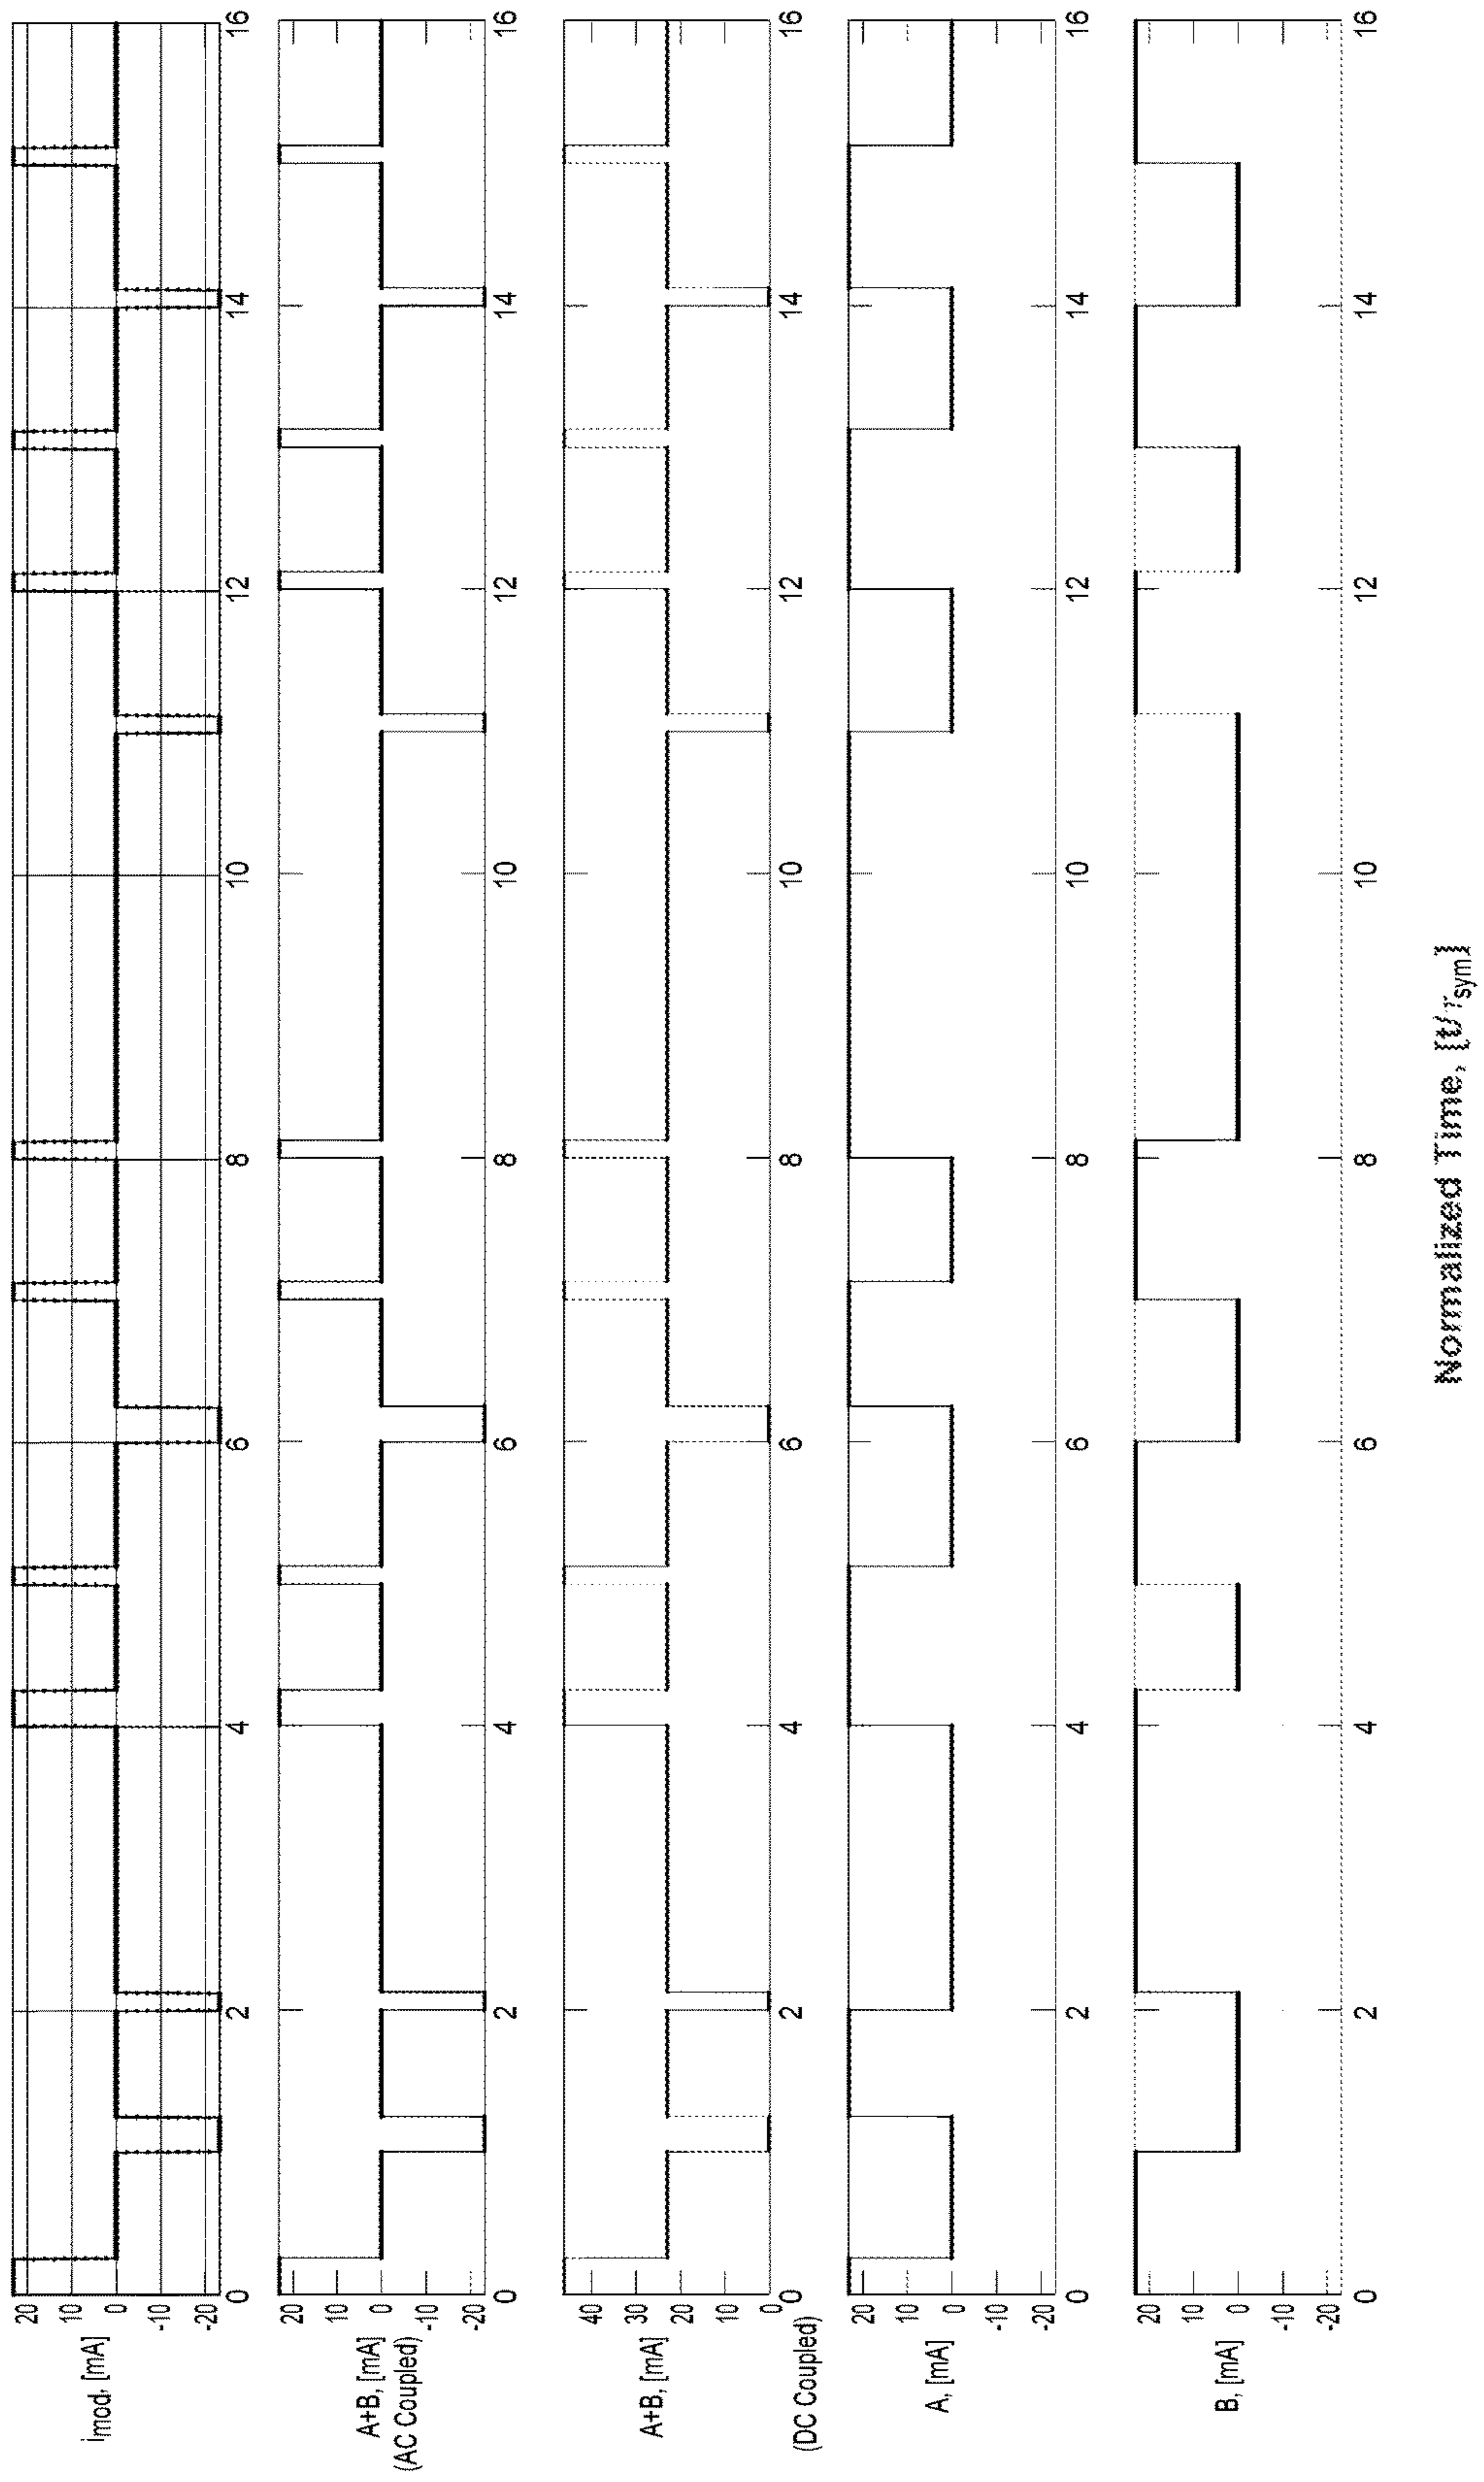 imod, [mA]
20
10
0
-10
-20
0 2 4 6 8 10 12 14 16
A+B, [mA]
(AC Coupled)
20
10
0
-10
-20
0 2 4 6 8 10 12 14 16
A+B, [mA]
(DC Coupled)
40
30
20
10
0
0 2 4 6 8 10 12 14 16
A, [mA]
20
10
0
-10
-20
0 2 4 6 8 10 12 14 16
B, [mA]
20
10
0
-10
-20
0 2 4 6 8 10 12 14 16
Normalized Time, [t/τsym]